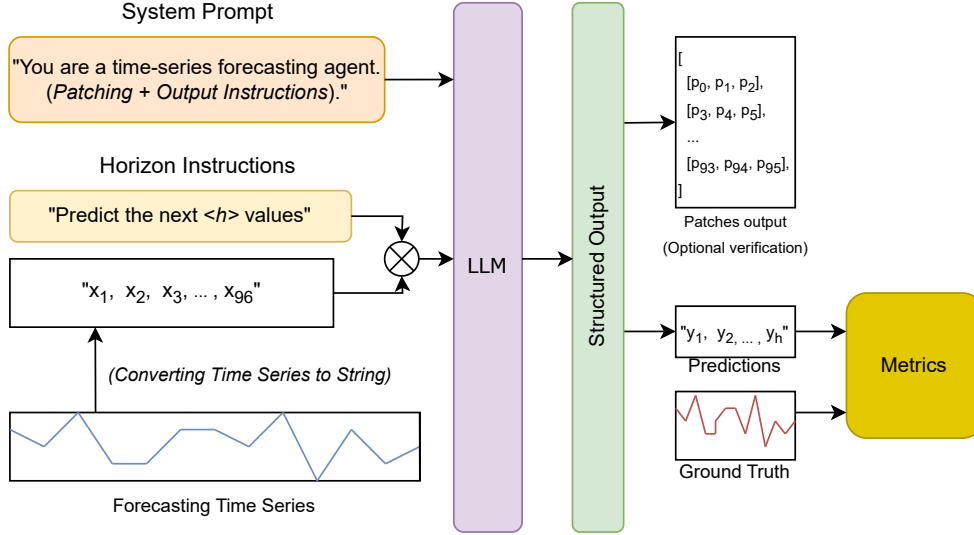 System Prompt
"You are a time-series forecasting agent.
(Patching + Output Instructions)."
Horizon Instructions
"Predict the next <h> values"
"x1, x2, x3, ... , x96"
(Converting Time Series to String)
Forecasting Time Series
LLM
Structured Output
[
[p0, p1, p2],
[p3, p4, p5],
...
[p93, p94, p95],
]
Patches output
(Optional verification)
"y1, y2, ... , yh"
Predictions
Ground Truth
Metrics